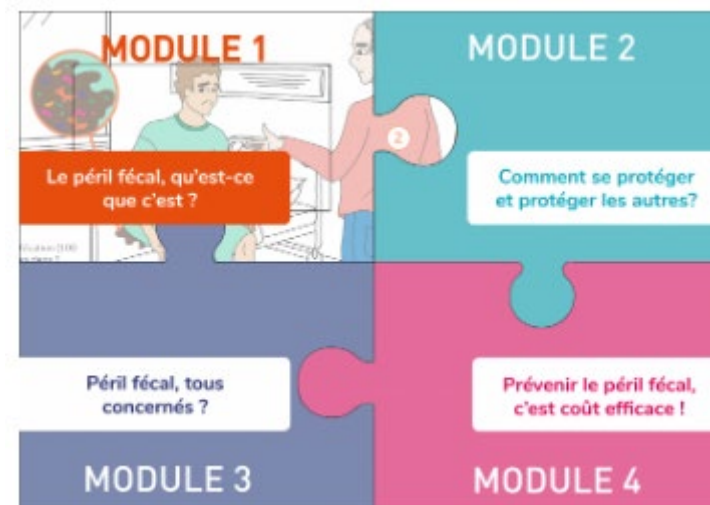 MODULE 1
Le péril fécal, qu'est-ce
que c'est ?
MODULE 2
2
Comment se protéger
et protéger les autres?
Péril fécal, tous
concernés ?
MODULE 3
Prévenir le péril fécal,
c'est coût efficace !
MODULE 4